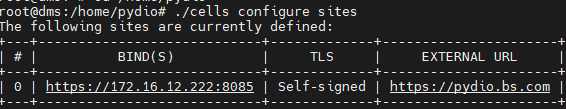 root@dms:/home/pydio# ./cells configure sites
The following sites are currently defined:
+---+---------------------------+-------------+----------------------+
| # | BIND(S) | TLS | EXTERNAL URL |
+---+---------------------------+-------------+----------------------+
| 0 | https://172.16.12.222:8085 | Self-signed | https://pydio.bs.com |
+---+---------------------------+-------------+----------------------+